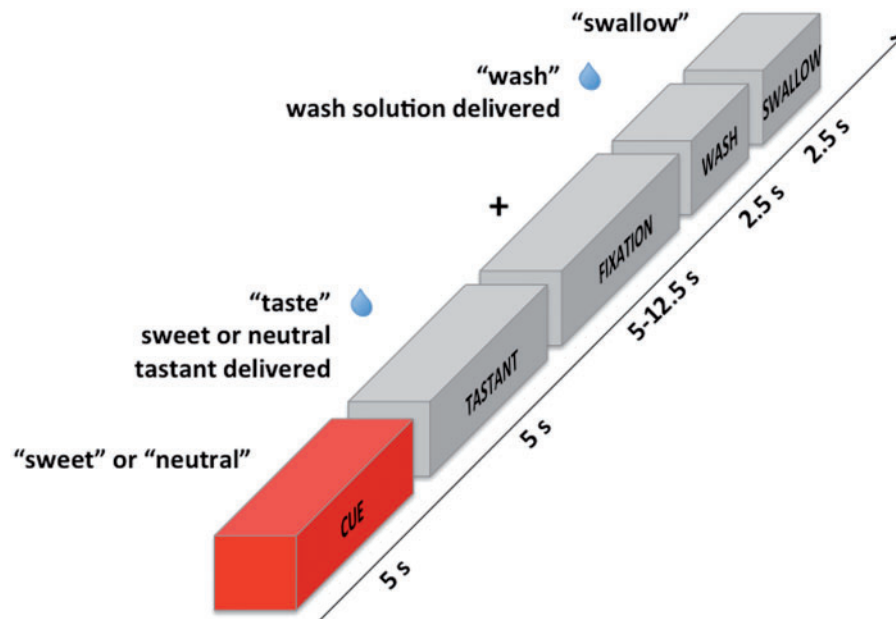 “swallow”
“wash”
wash solution delivered
SWALLOW
WASH
2.5 s
2.5 s
+
FIXATION
5-12.5 s
“taste”
sweet or neutral
tastant delivered
TASTANT
5 s
“sweet” or “neutral”
CUE
5 s